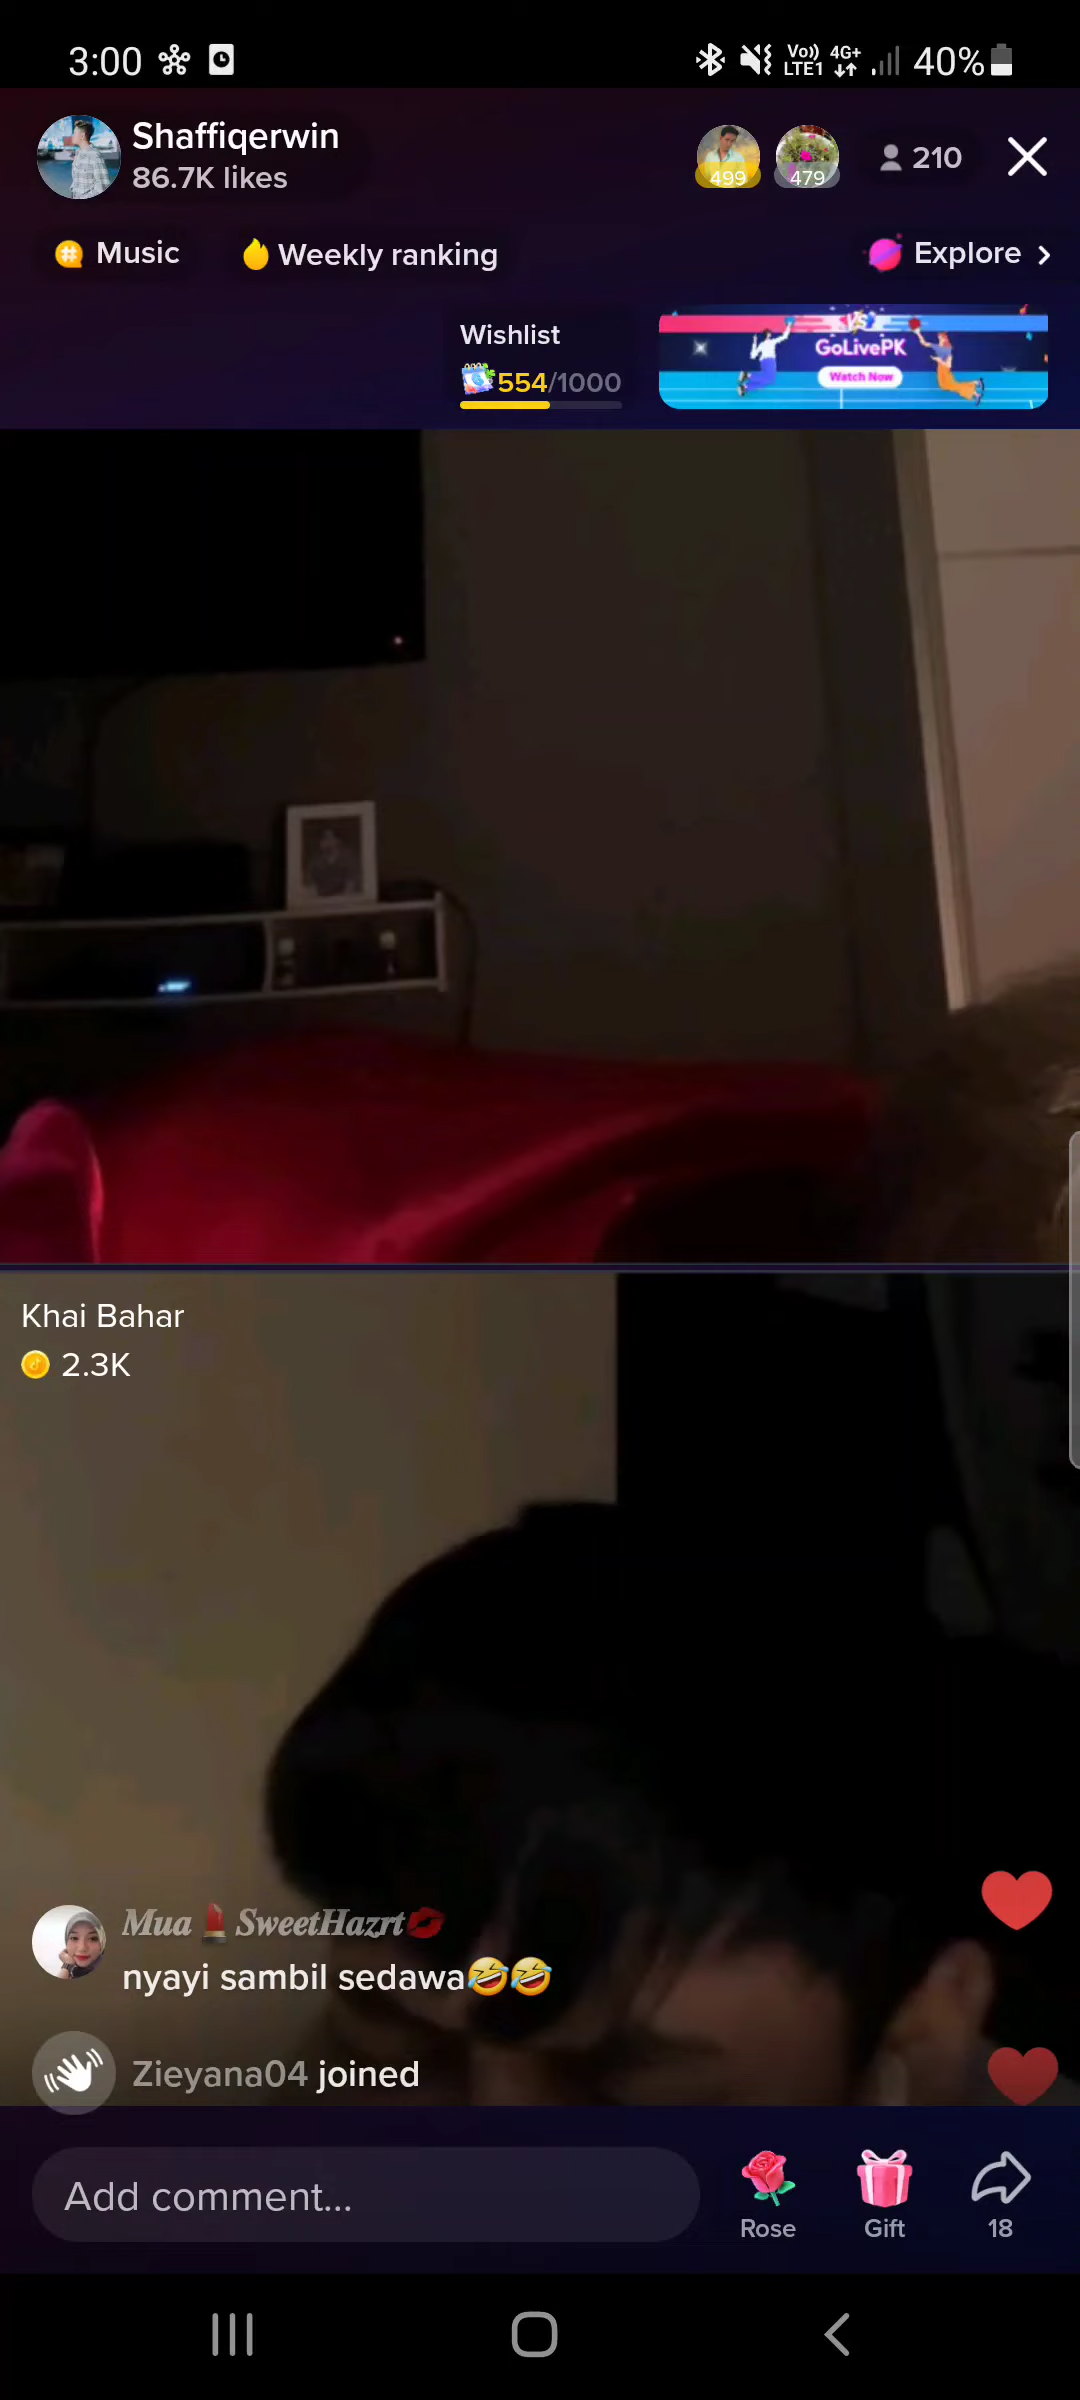 3:00
Vo)) LTE1 4G+ 40%
Shaffiqerwin
86.7K likes
499
479
210
Music
Weekly ranking
Explore
Wishlist
554/1000
VS
GoLivePK
Watch Now
Khai Bahar
2.3K
Mua💄SweetHazrt💋
nyayi sambil sedawa🤣🤣
Zieyana04 joined
Add comment...
Rose
Gift
18